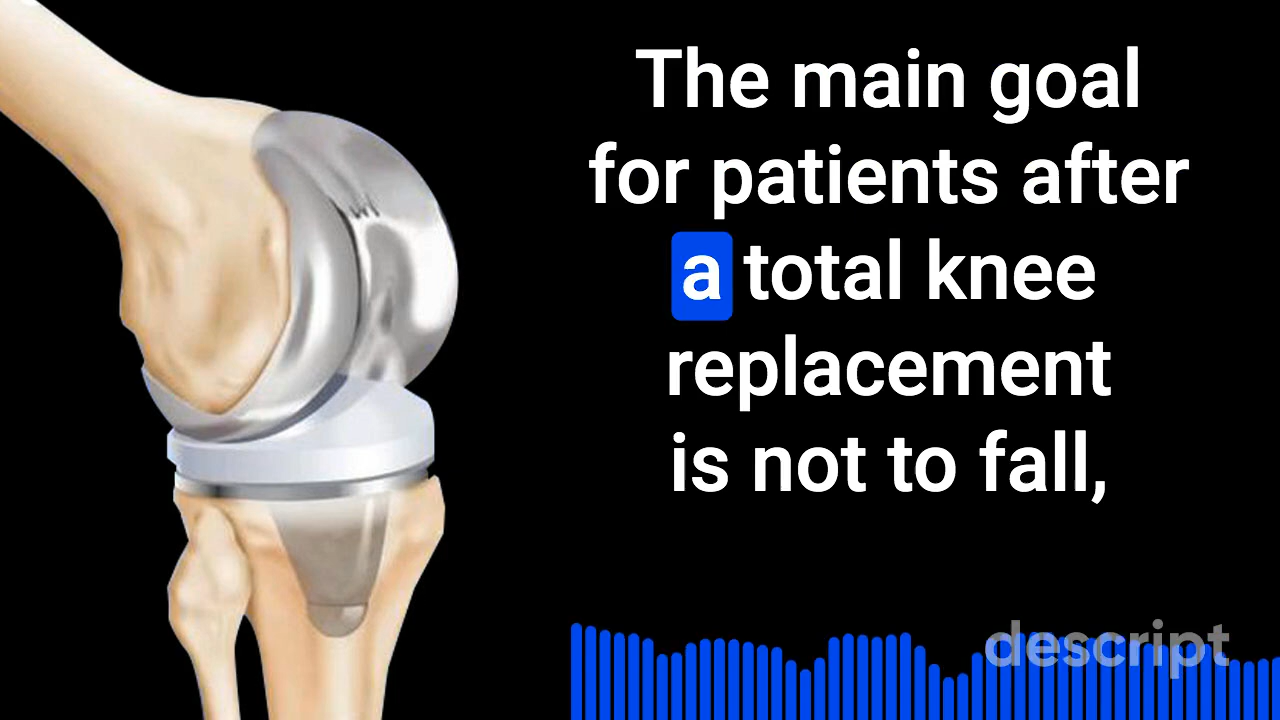 The main goal
for patients after
a total knee
replacement
is not to fall,
descript